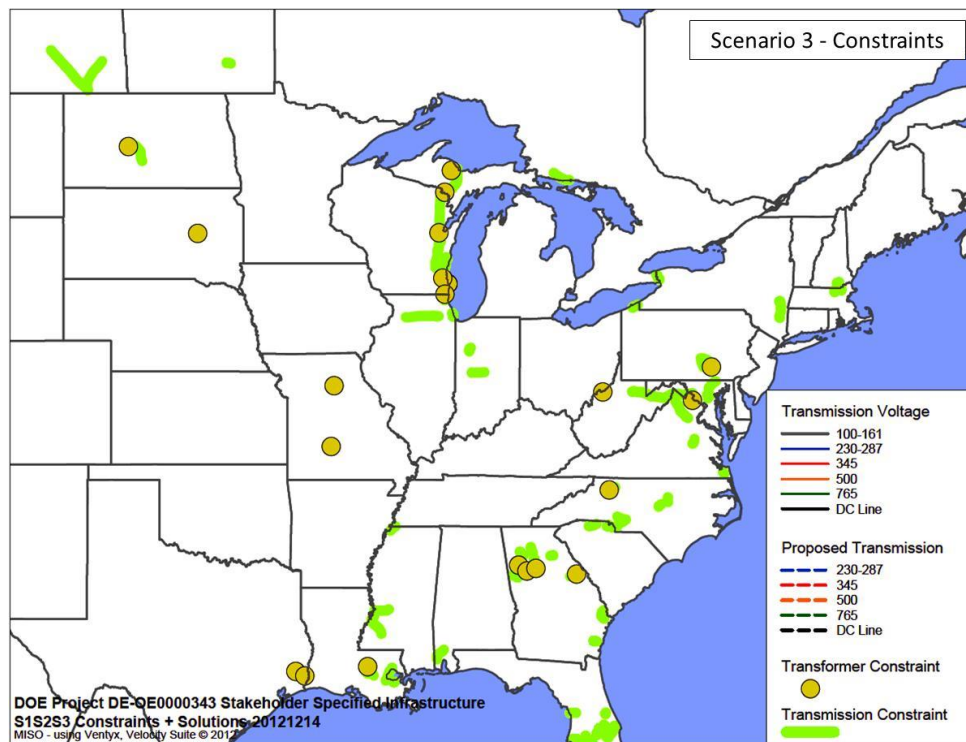 Scenario 3 - Constraints
Transmission Voltage
100-161
230-287
345
500
765
DC Line
Proposed Transmission
230-287
345
500
765
DC Line
Transformer Constraint
Transmission Constraint
DOE Project DE-OE0000343 Stakeholder Specified Infrastructure
S1S2S3 Constraints + Solutions 20121214
MISO - using Ventyx, Velocity Suite © 2012